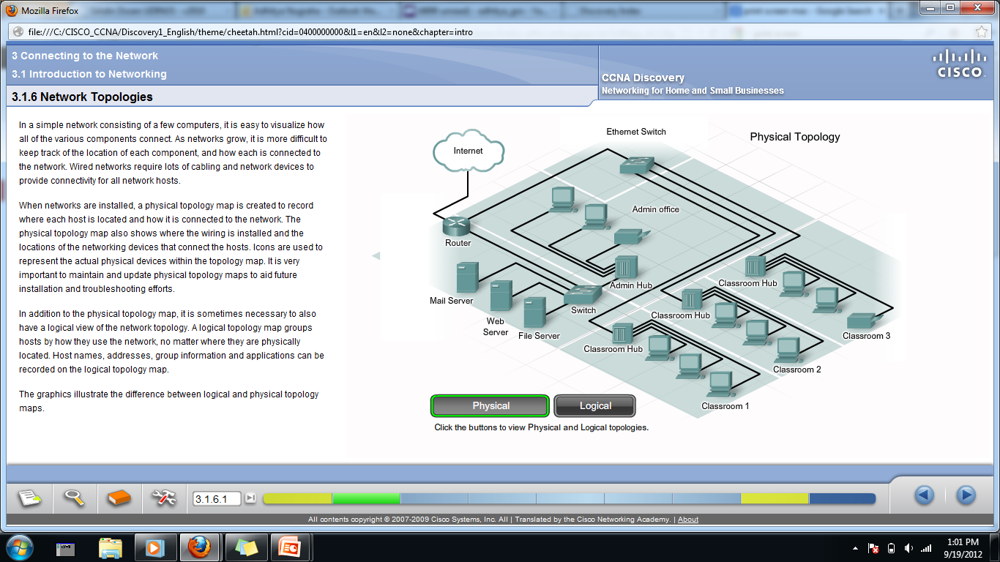 Mozilla Firefox
file:///C:/CISCO_CCNA/Discovery1_English/theme/cheetah.html?cid=0400000000&l1=en&l2=none&chapter=intro
3 Connecting to the Network
3.1 Introduction to Networking
CISCO
CCNA Discovery
Networking for Home and Small Businesses
3.1.6 Network Topologies
In a simple network consisting of a few computers, it is easy to visualize how
all of the various components connect. As networks grow, it is more difficult to
keep track of the location of each component, and how each is connected to
the network. Wired networks require lots of cabling and network devices to
provide connectivity for all network hosts.
When networks are installed, a physical topology map is created to record
where each host is located and how it is connected to the network. The
physical topology map also shows where the wiring is installed and the
locations of the networking devices that connect the hosts. Icons are used to
represent the actual physical devices within the topology map. It is very
important to maintain and update physical topology maps to aid future
installation and troubleshooting efforts.
In addition to the physical topology map, it is sometimes necessary to also
have a logical view of the network topology. A logical topology map groups
hosts by how they use the network, no matter where they are physically
located. Host names, addresses, group information and applications can be
recorded on the logical topology map.
The graphics illustrate the difference between logical and physical topology
maps.
Ethernet Switch
Physical Topology
Internet
Admin office
Router
Classroom Hub
Admin Hub
Mail Server
Switch
Classroom Hub
Web
Server
File Server
Classroom 3
Classroom Hub
Classroom 2
Classroom 1
Physical
Logical
Click the buttons to view Physical and Logical topologies.
3.1.6.1
All contents copyright © 2007-2009 Cisco Systems, Inc. All | Translated by the Cisco Networking Academy. | About
1:01 PM
9/19/2012